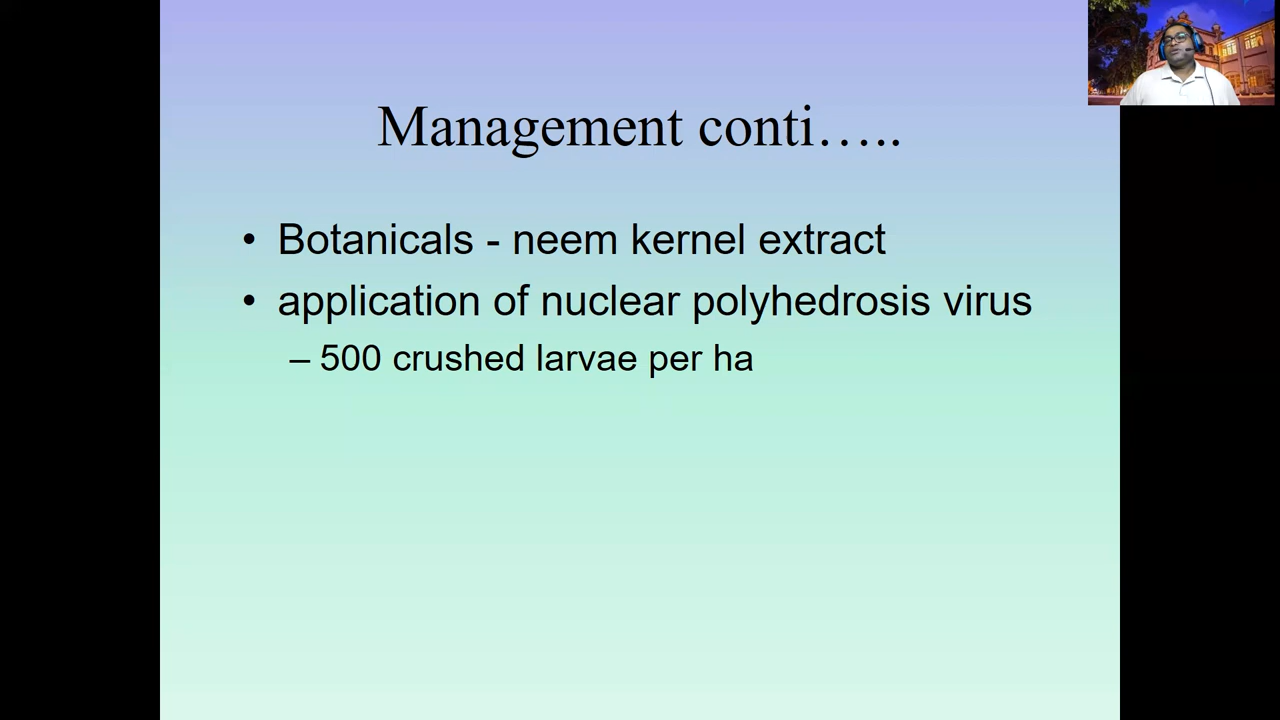 Management conti…..
• Botanicals - neem kernel extract
• application of nuclear polyhedrosis virus
– 500 crushed larvae per ha